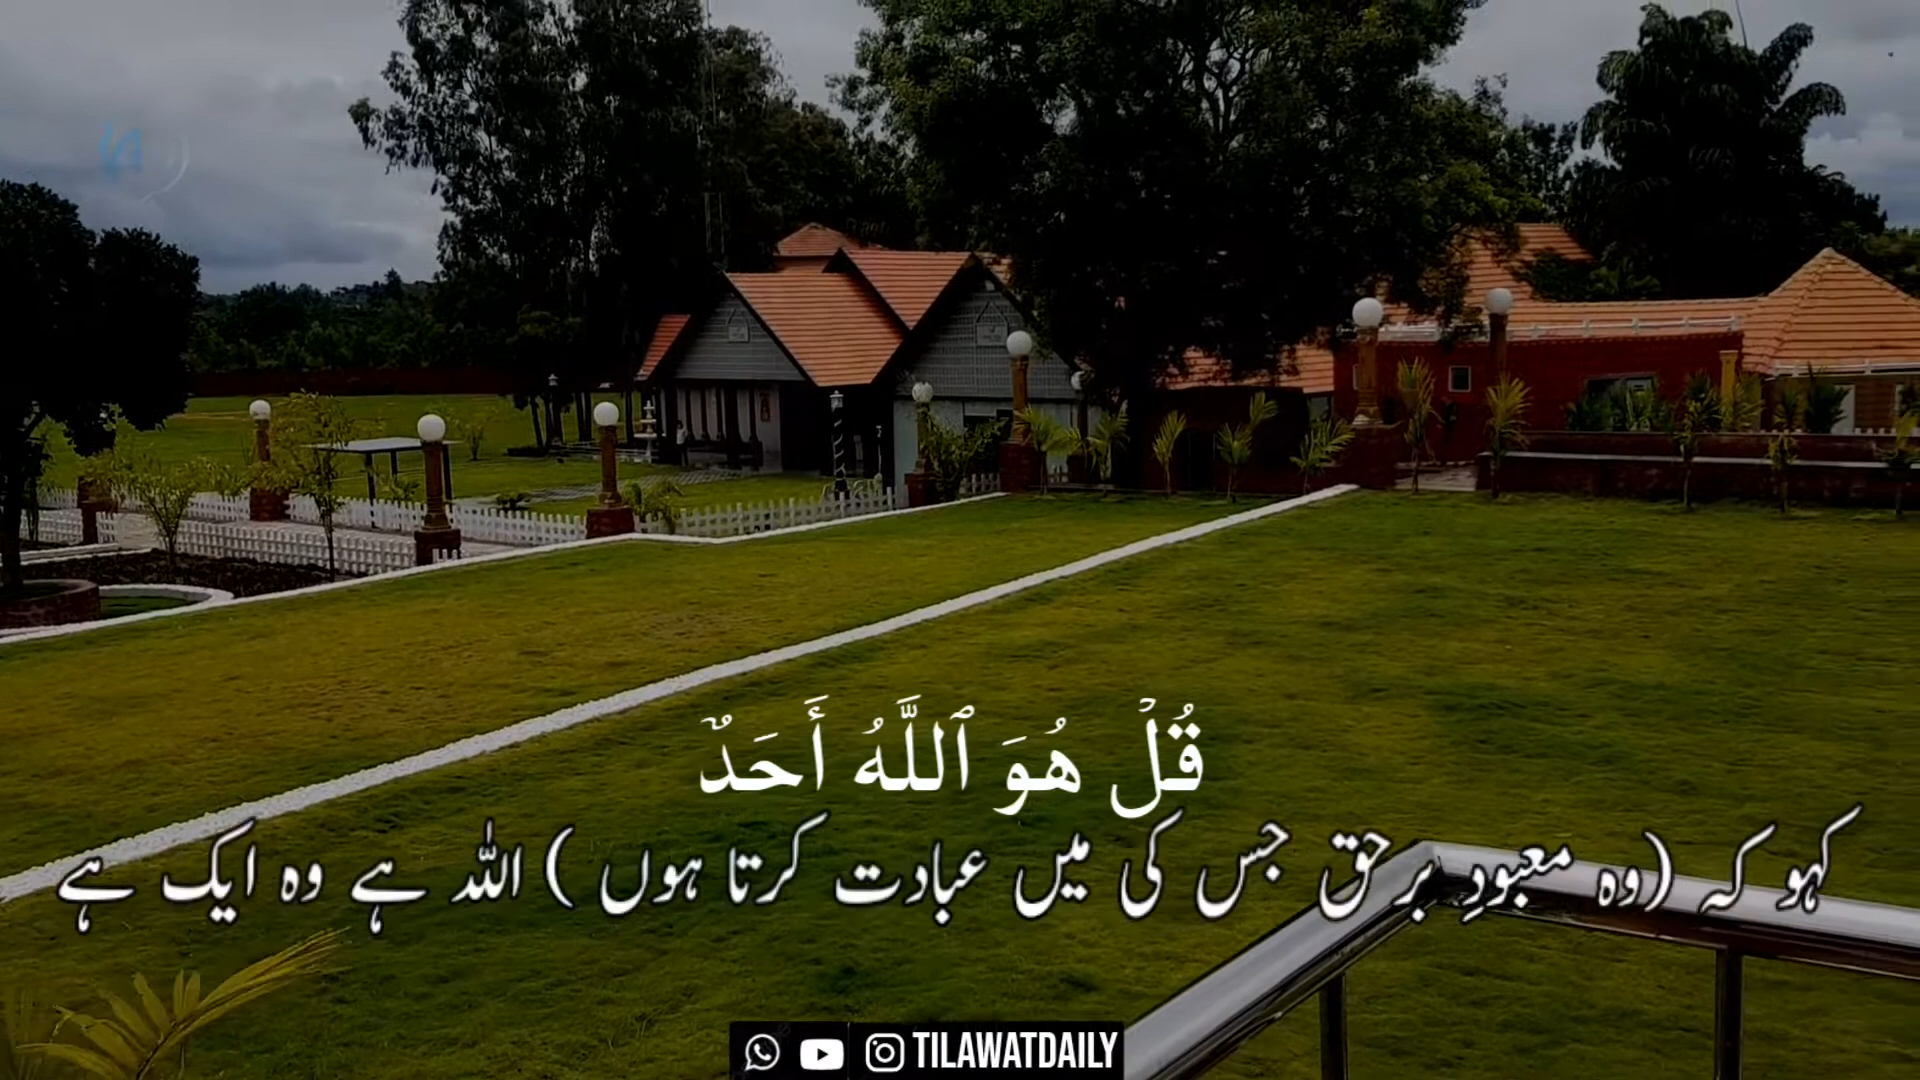 قُلْ هُوَ ٱللَّهُ أَحَدٌ
کہو کہ (وہ معبودِ برحق جس کی میں عبادت کرتا ہوں ) اللہ ہے وہ ایک ہے
TILAWATDAILY